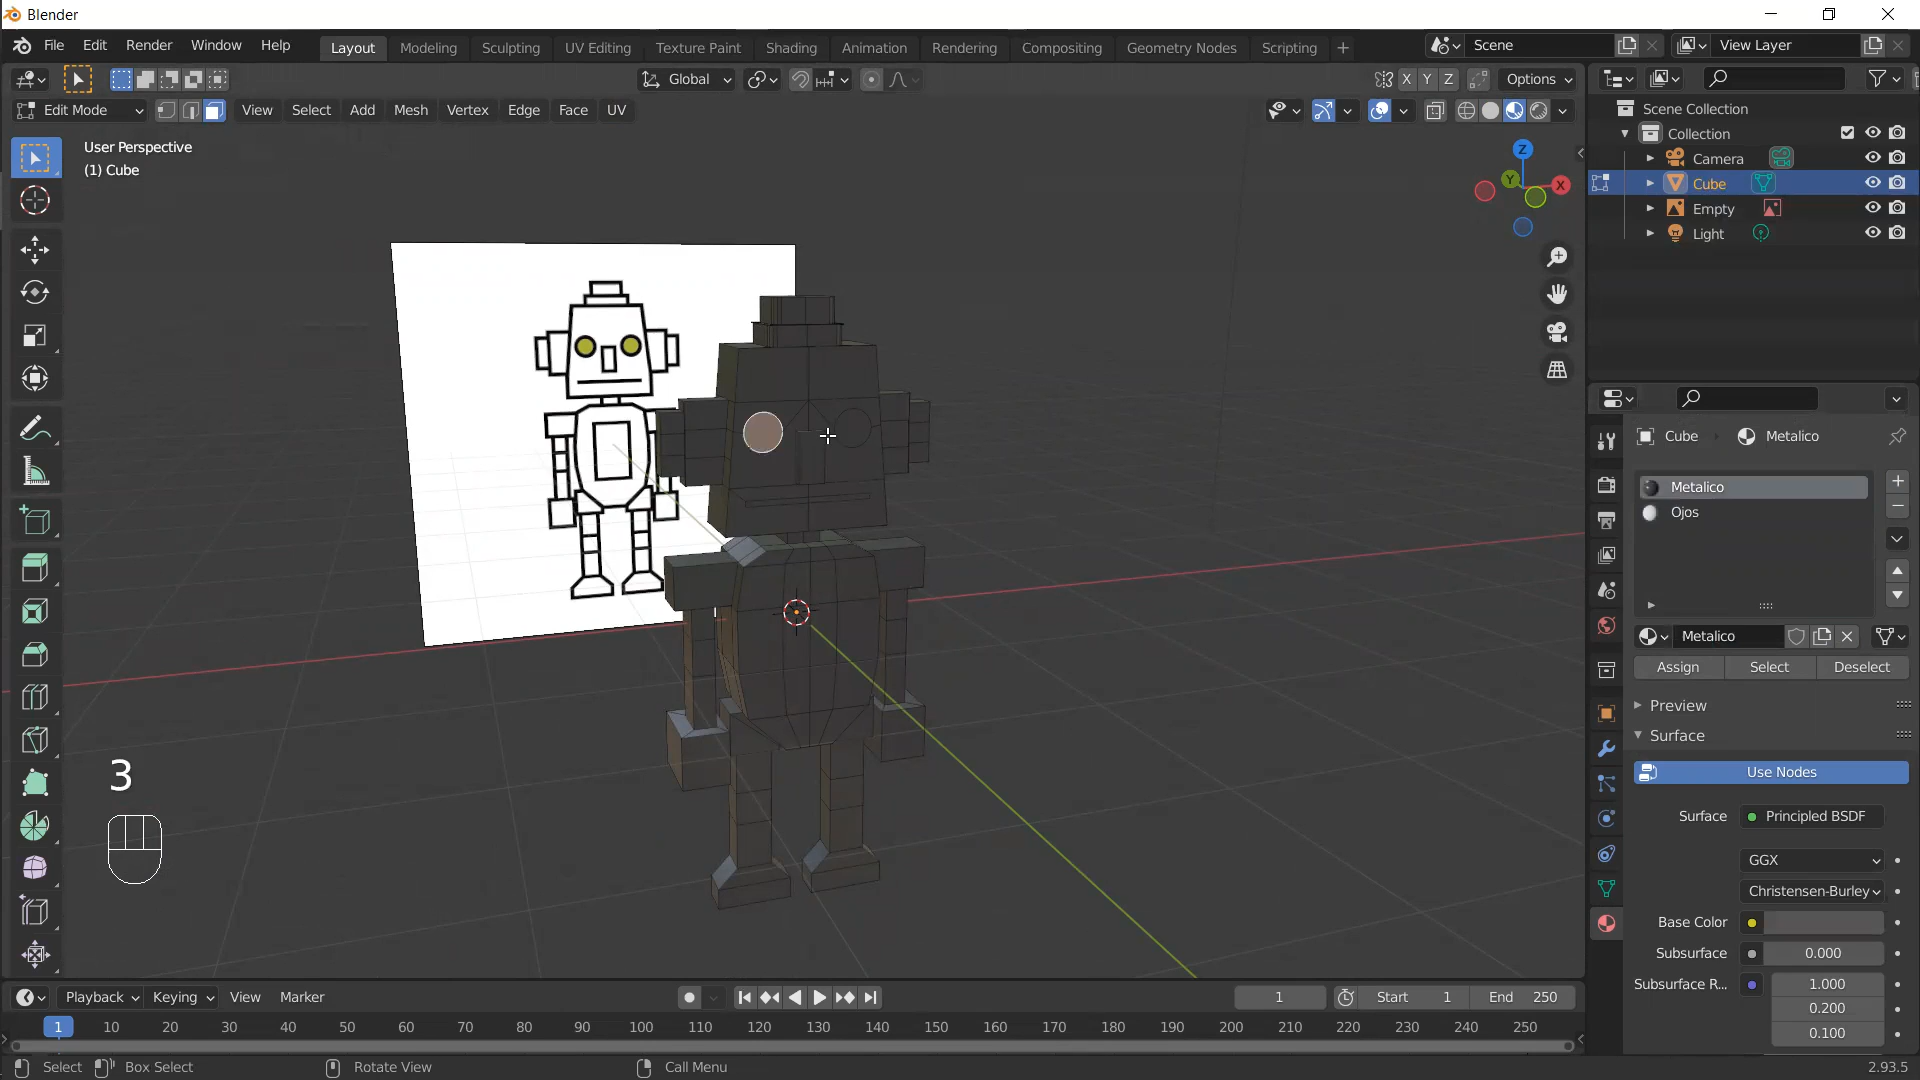 Blender
File Edit Render Window Help Layout Modeling Sculpting UV Editing Texture Paint Shading Animation Rendering Compositing Geometry Nodes Scripting + Scene View Layer
Global X Y Z Options
Edit Mode View Select Add Mesh Vertex Edge Face UV
User Perspective
(1) Cube
Z
Y
X
Scene Collection
Collection
Camera
Cube
Empty
Light
Cube Metalico
Metalico
Ojos
Metalico
Assign Select Deselect
Preview
Surface
Use Nodes
Surface Principled BSDF
GGX
Christensen-Burley
Base Color
Subsurface 0.000
Subsurface R... 1.000
0.200
0.100
3
Playback Keying View Marker 1 Start 1 End 250
1 10 20 30 40 50 60 70 80 90 100 110 120 130 140 150 160 170 180 190 200 210 220 230 240 250
Select Box Select Rotate View Call Menu 2.93.5